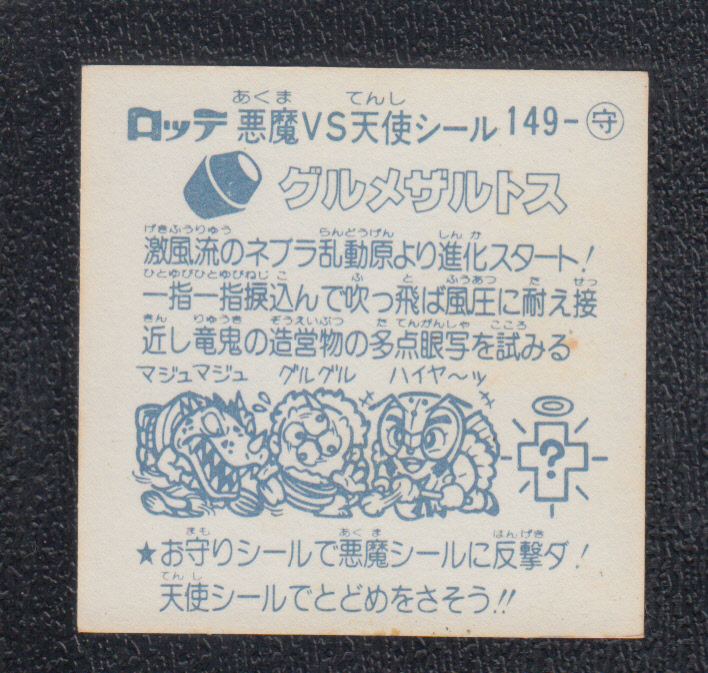 あくま てんし
ロッテ 悪魔VS天使シール 149-守
グルメザルトス
げきふうりゅう らんどうげん しんか
激風流のネブラ乱動原より進化スタート!
ひとゆびひとゆびねじこ ふ と ふうあつ た せっ
一指一指捩込んで吹っ飛ば風圧に耐え接
きん りゅうき ぞうえいぶつ た てんがんしゃ こころ
近し竜鬼の造営物の多点眼写を試みる
マジュマジュ グルグル ハイヤ〜ッ
?
まも あくま はんげき
★お守りシールで悪魔シールに反撃ダ!
てんし
天使シールでとどめをさそう!!